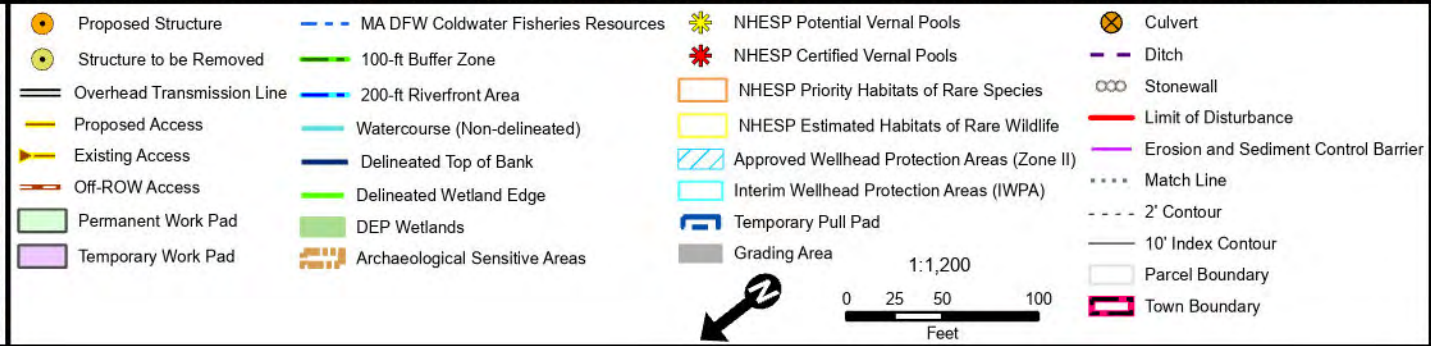 Proposed Structure
Structure to be Removed
Overhead Transmission Line
Proposed Access
Existing Access
Off-ROW Access
Permanent Work Pad
Temporary Work Pad
MA DFW Coldwater Fisheries Resources
100-ft Buffer Zone
200-ft Riverfront Area
Watercourse (Non-delineated)
Delineated Top of Bank
Delineated Wetland Edge
DEP Wetlands
Archaeological Sensitive Areas
NHESP Potential Vernal Pools
NHESP Certified Vernal Pools
NHESP Priority Habitats of Rare Species
NHESP Estimated Habitats of Rare Wildlife
Approved Wellhead Protection Areas (Zone II)
Interim Wellhead Protection Areas (IWPA)
Temporary Pull Pad
Grading Area
N
1:1,200
0 25 50 100
Feet
Culvert
Ditch
Stonewall
Limit of Disturbance
Erosion and Sediment Control Barrier
Match Line
2' Contour
10' Index Contour
Parcel Boundary
Town Boundary